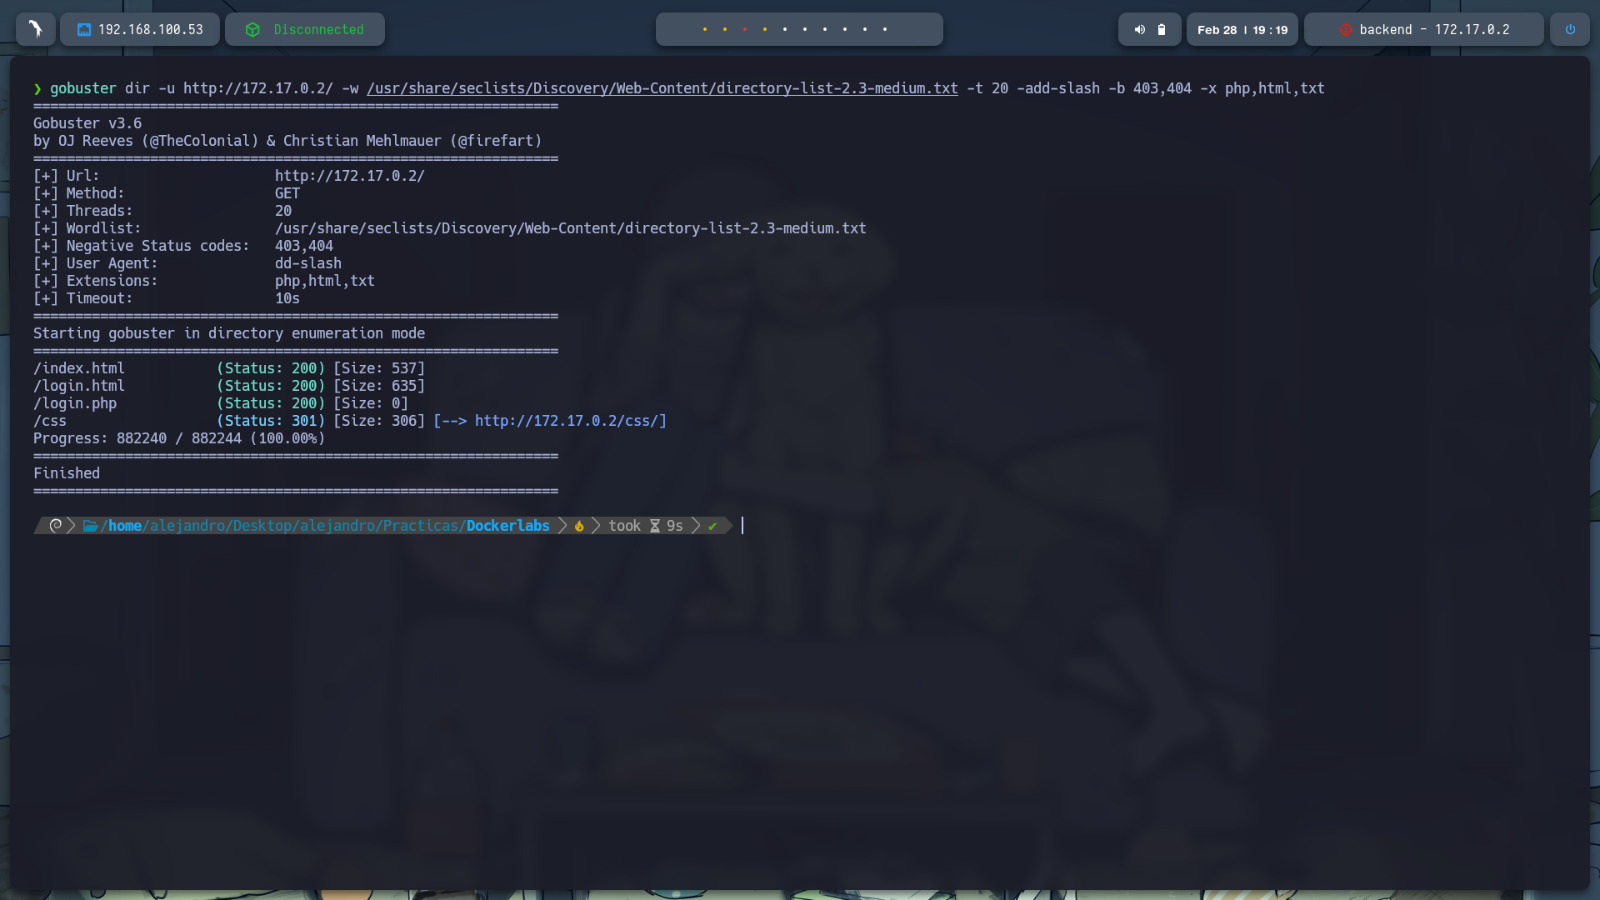 192.168.100.53
Disconnected
Feb 28 | 19:19
backend - 172.17.0.2
❯ gobuster dir -u http://172.17.0.2/ -w /usr/share/seclists/Discovery/Web-Content/directory-list-2.3-medium.txt -t 20 -add-slash -b 403,404 -x php,html,txt
===============================================================
Gobuster v3.6
by OJ Reeves (@TheColonial) & Christian Mehlmauer (@firefart)
===============================================================
[+] Url:                     http://172.17.0.2/
[+] Method:                  GET
[+] Threads:                 20
[+] Wordlist:                /usr/share/seclists/Discovery/Web-Content/directory-list-2.3-medium.txt
[+] Negative Status codes:   403,404
[+] User Agent:              dd-slash
[+] Extensions:              php,html,txt
[+] Timeout:                 10s
===============================================================
Starting gobuster in directory enumeration mode
===============================================================
/index.html           (Status: 200) [Size: 537]
/login.html           (Status: 200) [Size: 635]
/login.php            (Status: 200) [Size: 0]
/css                  (Status: 301) [Size: 306] [--> http://172.17.0.2/css/]
Progress: 882240 / 882244 (100.00%)
===============================================================
Finished
===============================================================
/home/alejandro/Desktop/alejandro/Practicas/Dockerlabs took 9s ✔